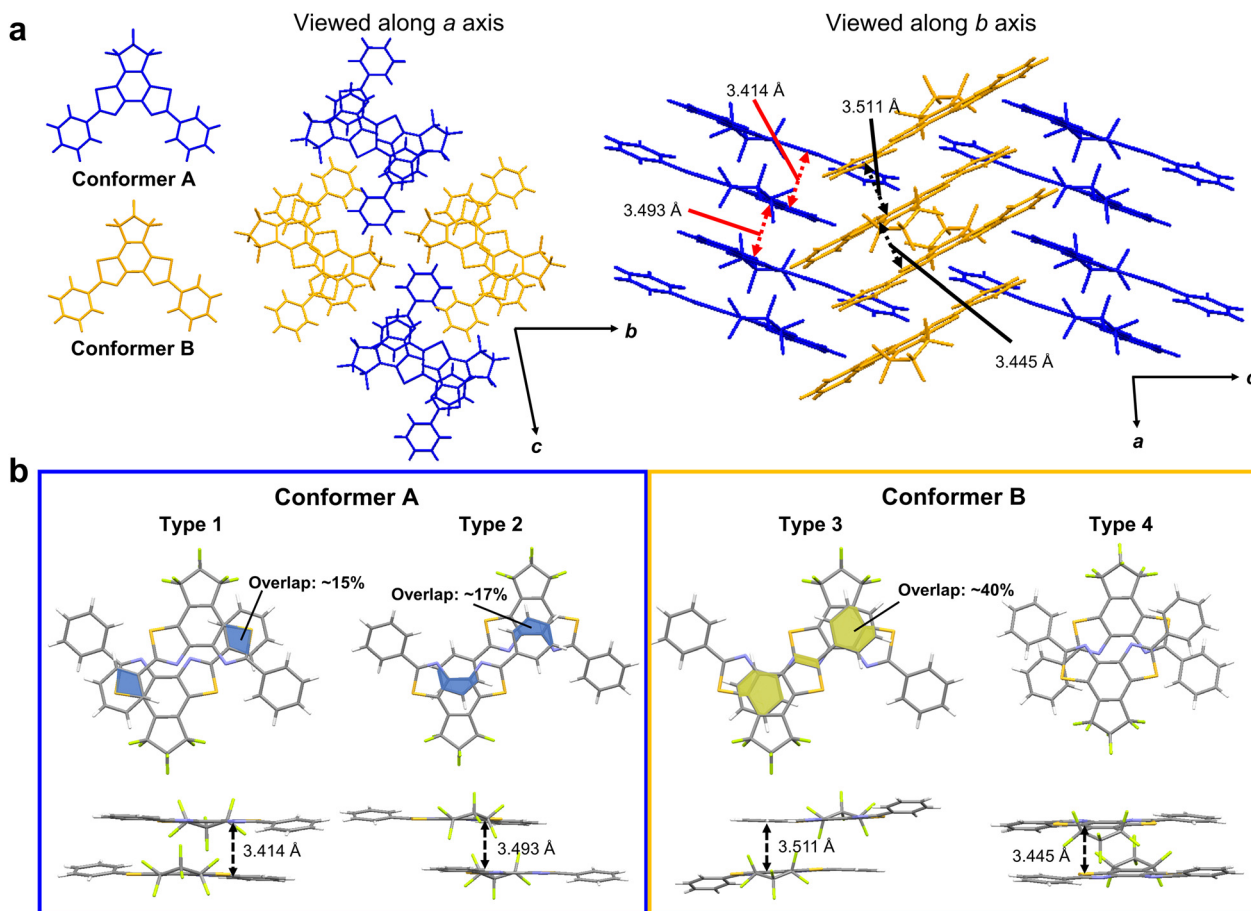 a
Viewed along a axis
Viewed along b axis
Conformer A
Conformer B
b
c
3.414 Å
3.511 Å
3.493 Å
3.445 Å
c
a
b
Conformer A
Type 1
Type 2
Overlap: ~15%
Overlap: ~17%
3.414 Å
3.493 Å
Conformer B
Type 3
Type 4
Overlap: ~40%
3.511 Å
3.445 Å